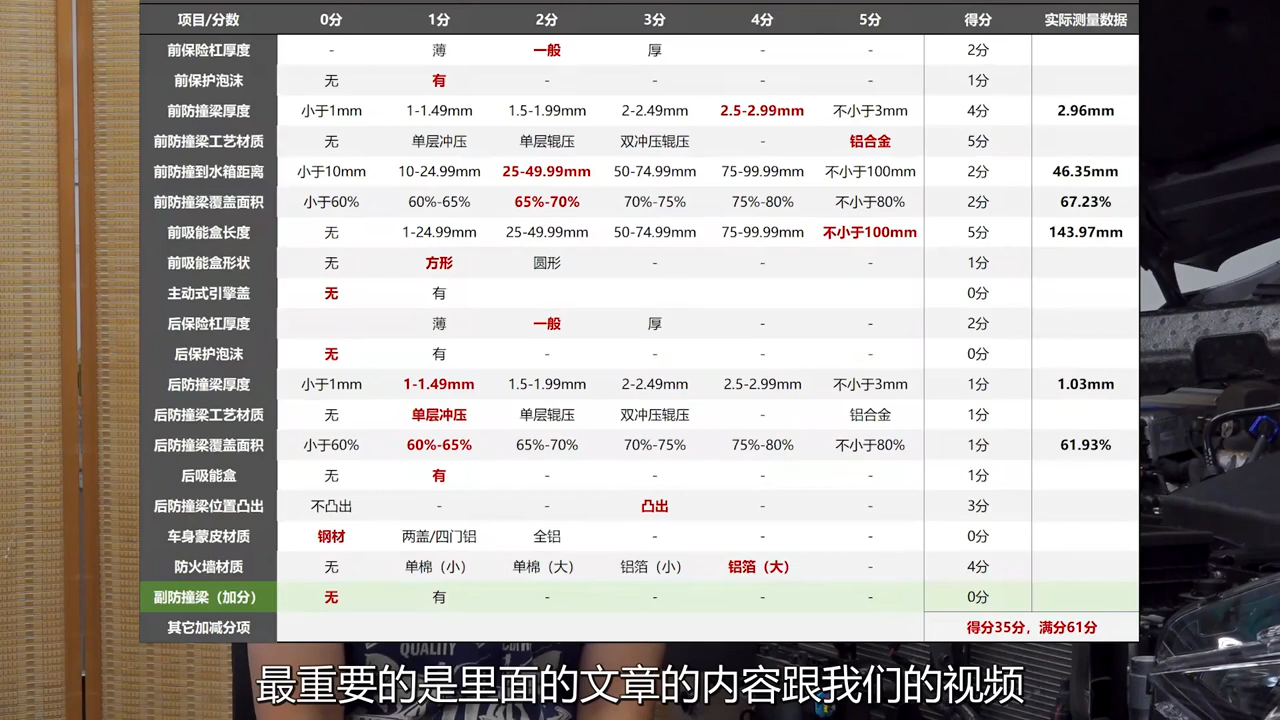 项目/分数 0分 1分 2分 3分 4分 5分 得分 实际测量数据
前保险杠厚度 - 薄 一般 厚 - - 2分
前保护泡沫 无 有 - - - - 1分
前防撞梁厚度 小于1mm 1-1.49mm 1.5-1.99mm 2-2.49mm 2.5-2.99mm 不小于3mm 4分 2.96mm
前防撞梁工艺材质 无 单层冲压 单层辊压 双冲压辊压 - 铝合金 5分
前防撞到水箱距离 小于10mm 10-24.99mm 25-49.99mm 50-74.99mm 75-99.99mm 不小于100mm 2分 46.35mm
前防撞梁覆盖面积 小于60% 60%-65% 65%-70% 70%-75% 75%-80% 不小于80% 2分 67.23%
前吸能盒长度 无 1-24.99mm 25-49.99mm 50-74.99mm 75-99.99mm 不小于100mm 5分 143.97mm
前吸能盒形状 无 方形 圆形 - - - 1分
主动式引擎盖 无 有 0分
后保险杠厚度 薄 一般 厚 - - 2分
后保护泡沫 无 有 - - - - 0分
后防撞梁厚度 小于1mm 1-1.49mm 1.5-1.99mm 2-2.49mm 2.5-2.99mm 不小于3mm 1分 1.03mm
后防撞梁工艺材质 无 单层冲压 单层辊压 双冲压辊压 - 铝合金 1分
后防撞梁覆盖面积 小于60% 60%-65% 65%-70% 70%-75% 75%-80% 不小于80% 1分 61.93%
后吸能盒 无 有 - - - - 1分
后防撞梁位置凸出 不凸出 - - 凸出 - - 3分
车身蒙皮材质 钢材 两盖/四门铝 全铝 - - - 0分
防火墙材质 无 单棉（小） 单棉（大） 铝箔（小） 铝箔（大） - 4分
副防撞梁（加分） 无 有 - - - - 0分
其它加减分项 得分35分，满分61分
QUALITY
最重要的是里面的文章的内容跟我们的视频